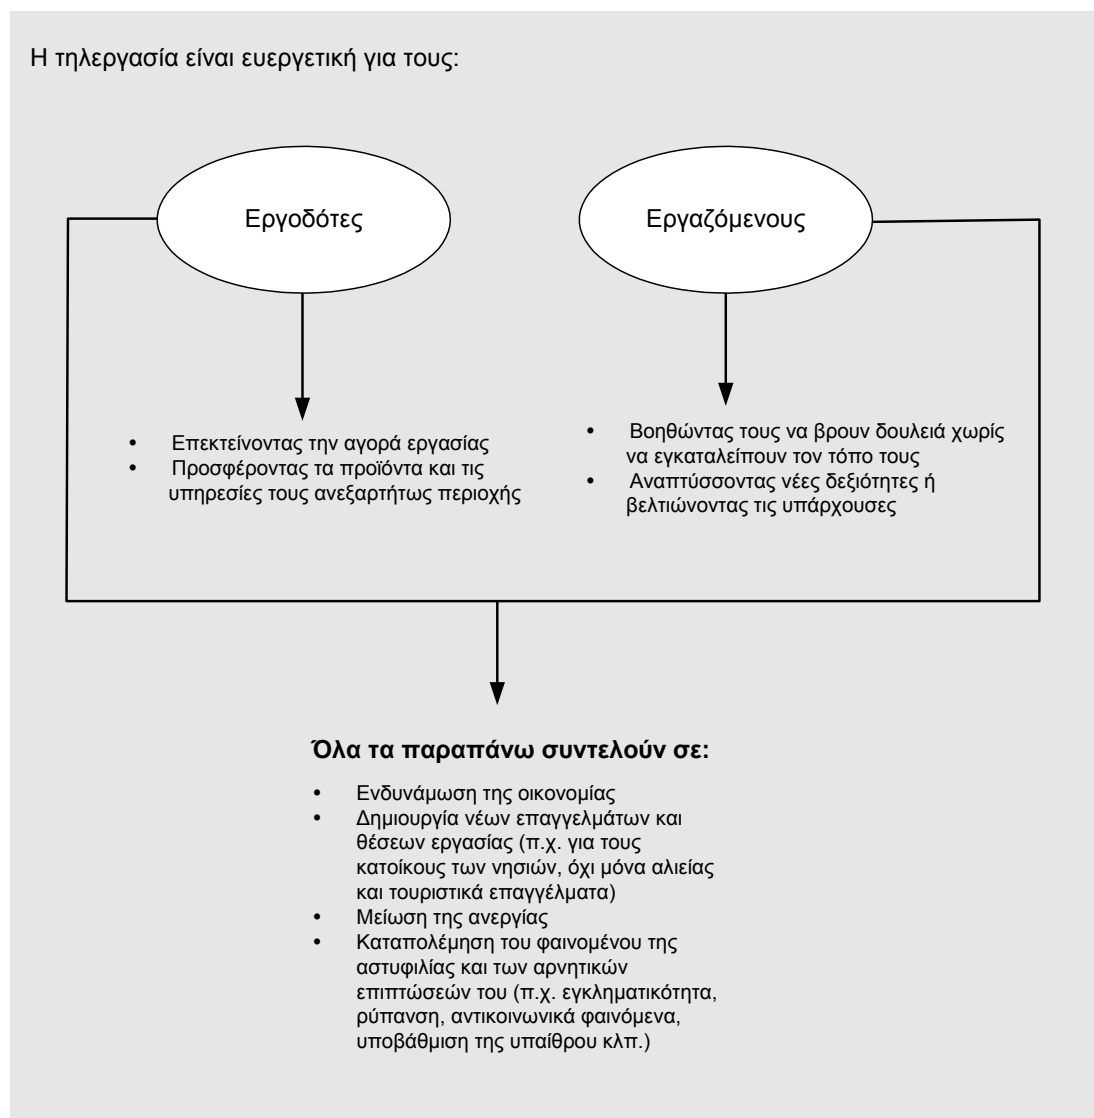 Η τηλεργασία είναι ευεργετική για τους:
Εργοδότες
Εργαζόμενους
• Επεκτείνοντας την αγορά εργασίας
• Προσφέροντας τα προϊόντα και τις
υπηρεσίες τους ανεξαρτήτως περιοχής
• Βοηθώντας τους να βρουν δουλειά χωρίς
να εγκαταλείπουν τον τόπο τους
• Αναπτύσσοντας νέες δεξιότητες ή
βελτιώνοντας τις υπάρχουσες
Όλα τα παραπάνω συντελούν σε:
• Ενδυνάμωση της οικονομίας
• Δημιουργία νέων επαγγελμάτων και
θέσεων εργασίας (π.χ. για τους
κατοίκους των νησιών, όχι μόνα αλιείας
και τουριστικά επαγγέλματα)
• Μείωση της ανεργίας
• Καταπολέμηση του φαινομένου της
αστυφιλίας και των αρνητικών
επιπτώσεών του (π.χ. εγκληματικότητα,
ρύπανση, αντικοινωνικά φαινόμενα,
υποβάθμιση της υπαίθρου κλπ.)